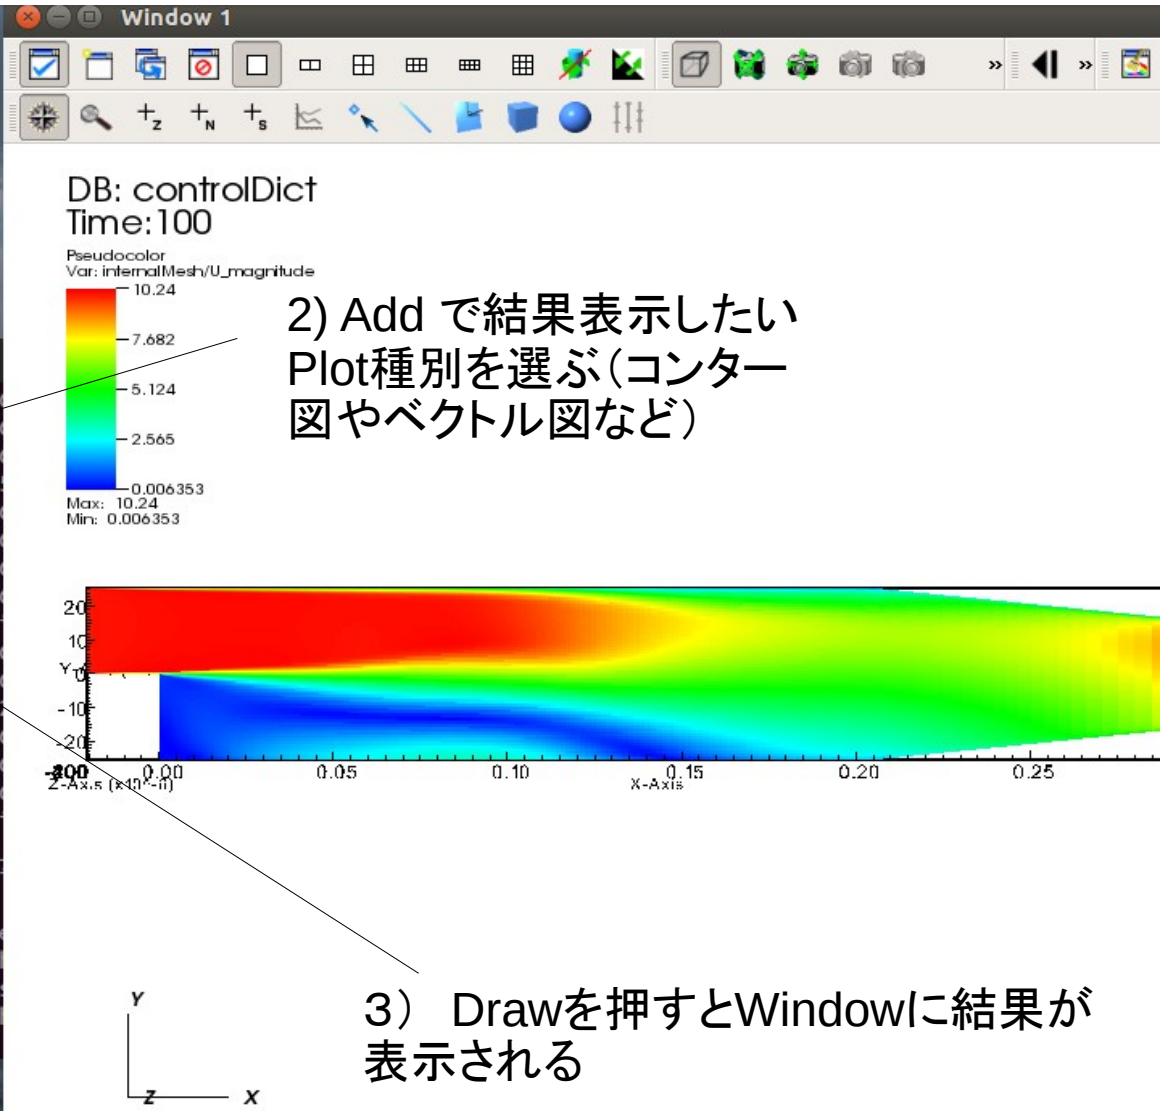 Window 1
»
»
+z
+N
+s
DB: controlDict
Time:100
Pseudocolor
Var: internalMesh/U_magnitude
10.24
7.682
5.124
2.565
0.006353
Max: 10.24
Min: 0.006353
2) Add で結果表示したい
Plot種別を選ぶ（コンター
図やベクトル図など）
20
10
0
-10
-20
0.00
0.05
0.10
0.15
0.20
0.25
X-Axis
3） Drawを押すとWindowに結果が
表示される
Y
Z
X